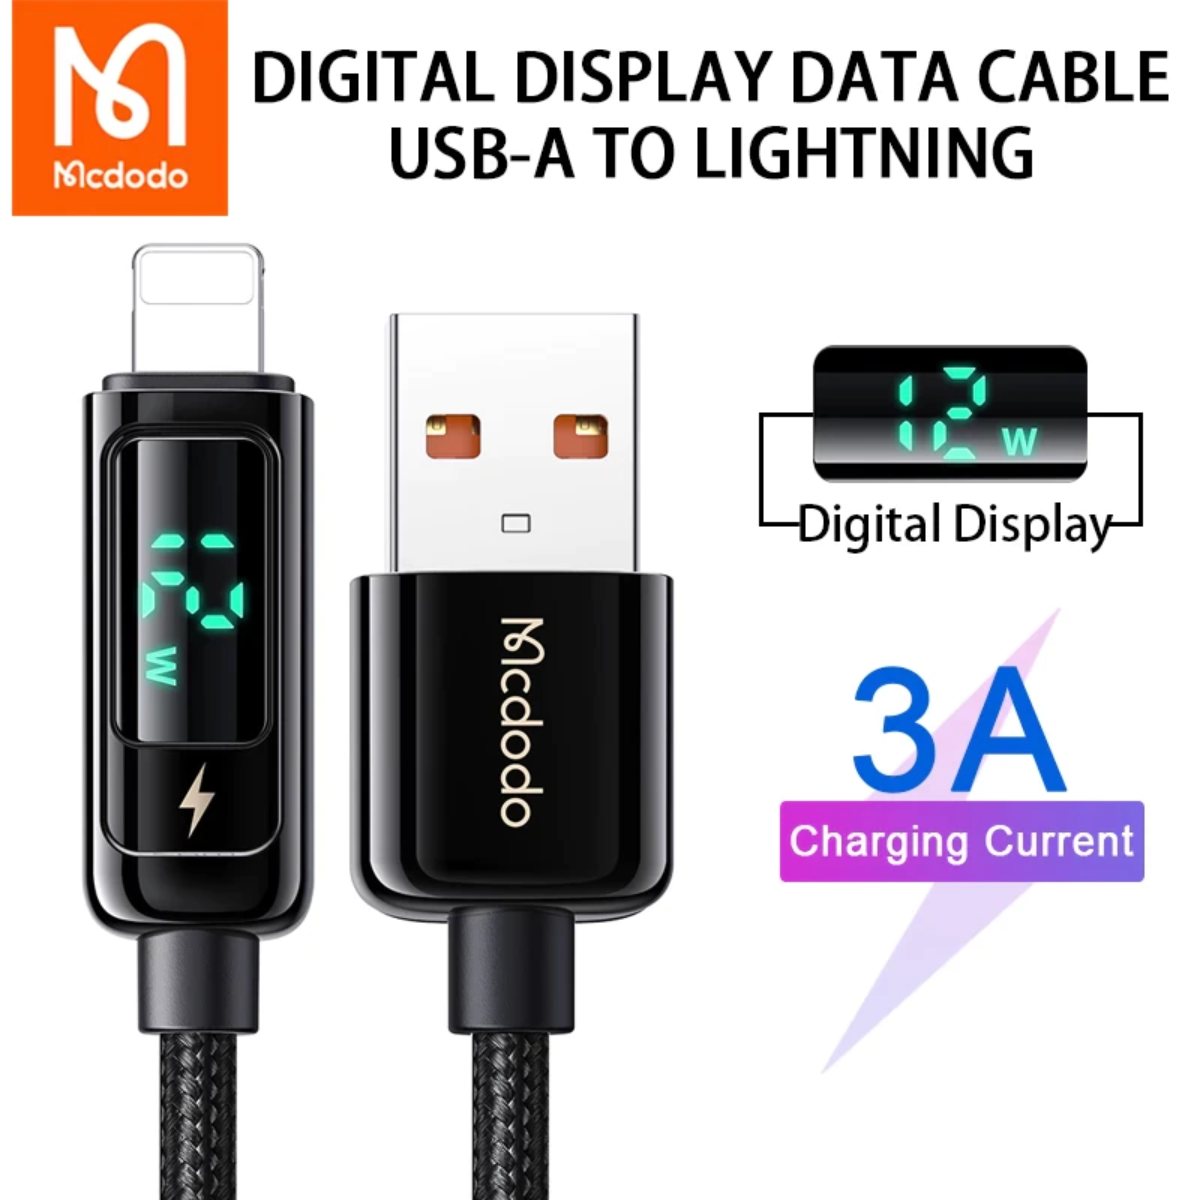 Mcdodo
DIGITAL DISPLAY DATA CABLE
USB-A TO LIGHTNING
12 W
Digital Display
12 W
Mcdodo
3A
Charging Current